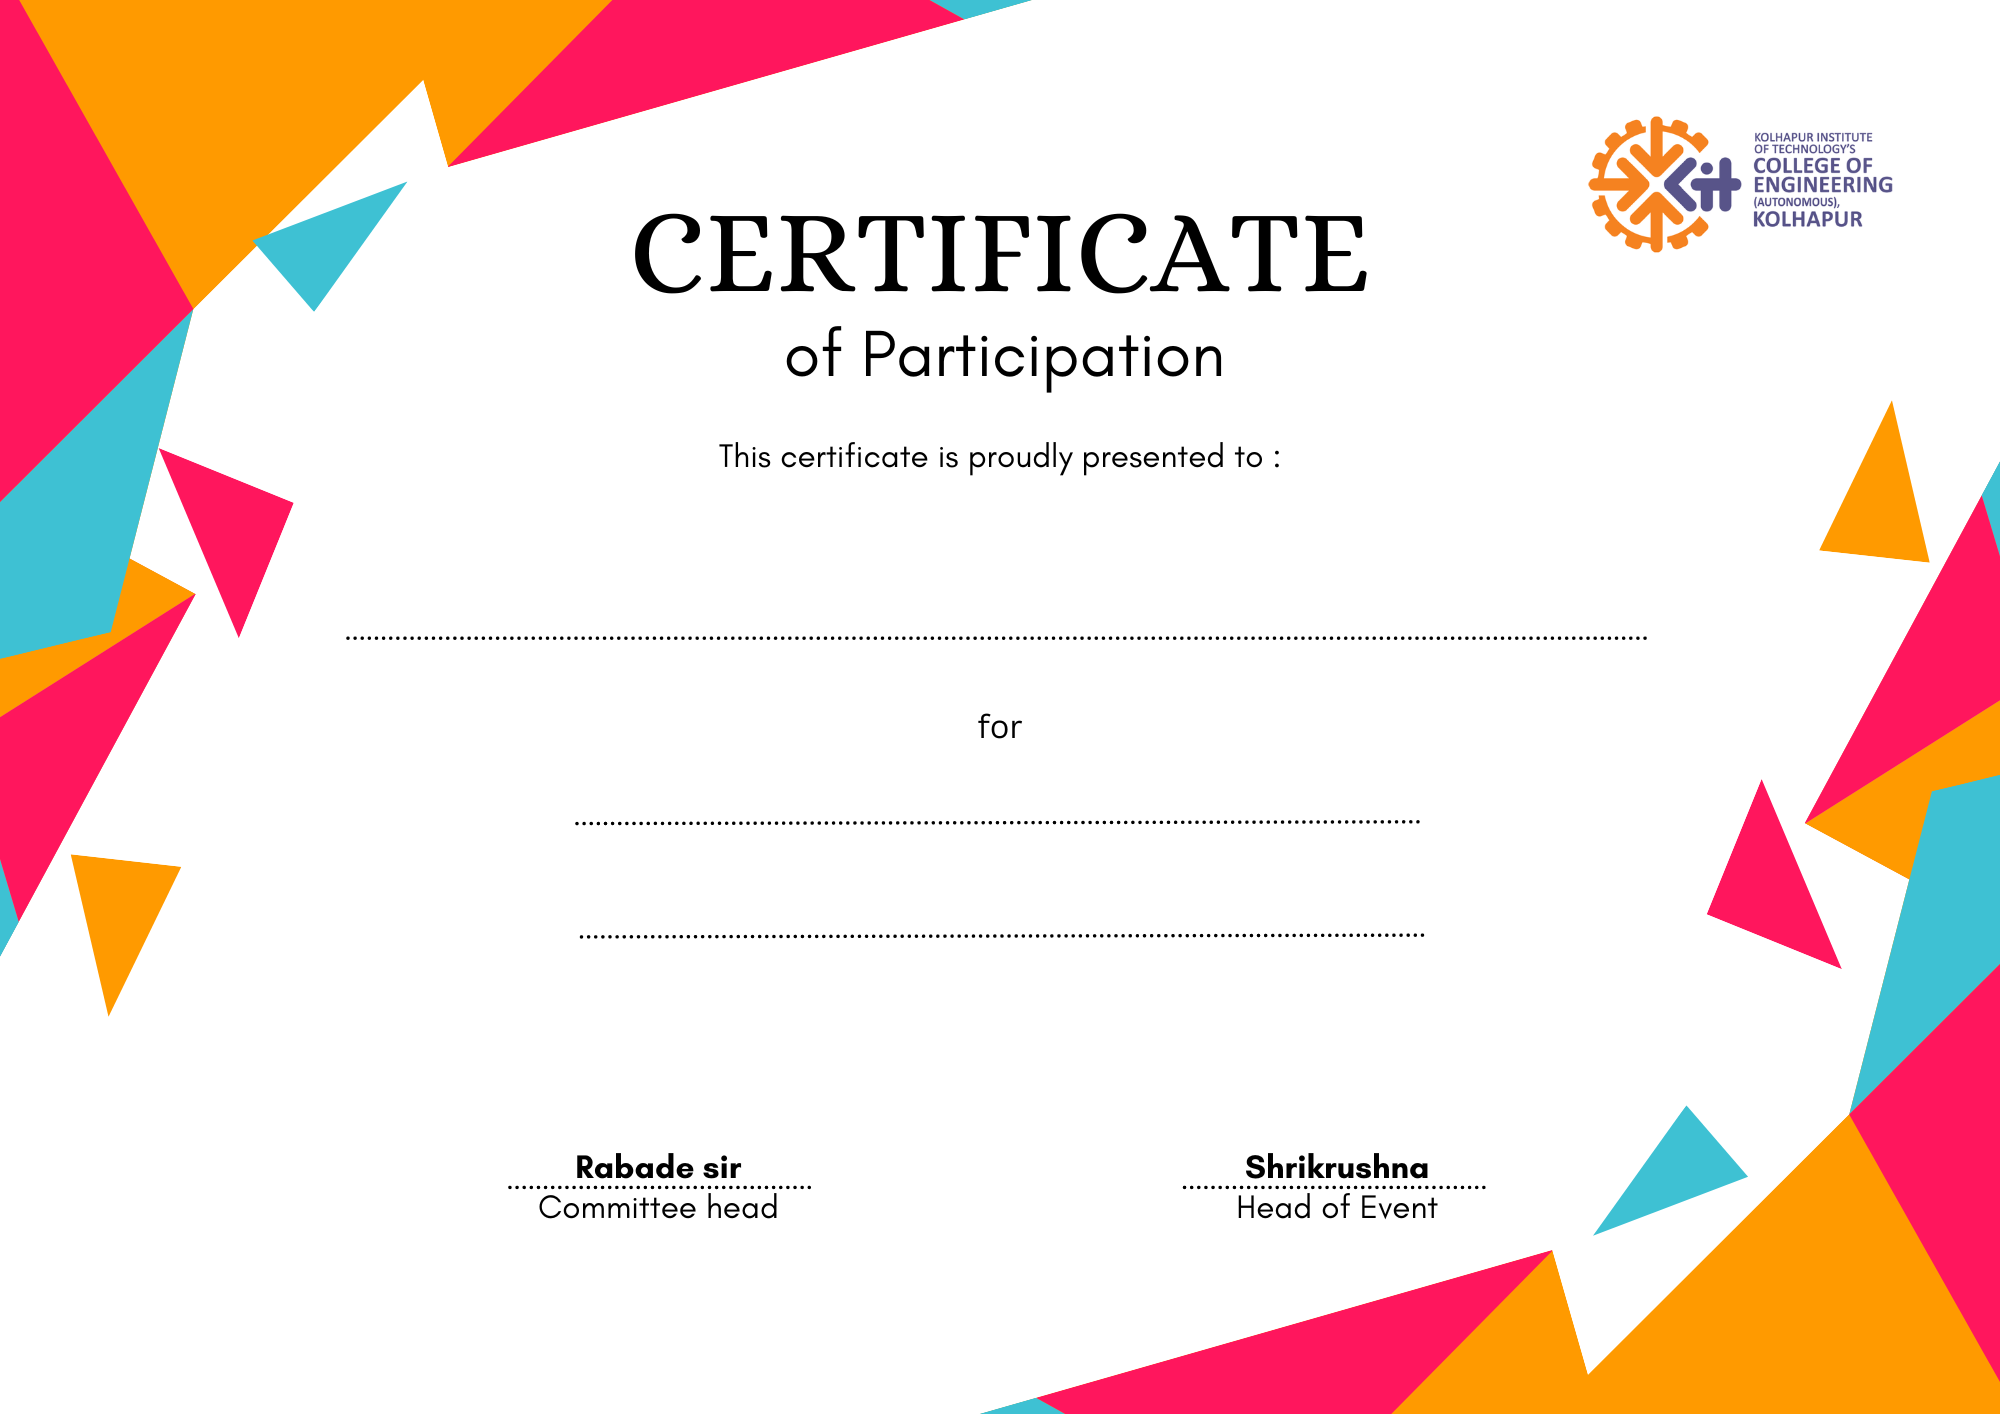 KOLHAPUR INSTITUTE
OF TECHNOLOGY'S
COLLEGE OF
ENGINEERING
(AUTONOMOUS),
KOLHAPUR
Kit
CERTIFICATE
of Participation
This certificate is proudly presented to :
for
Rabade sir
Committee head
Shrikrushna
Head of Event